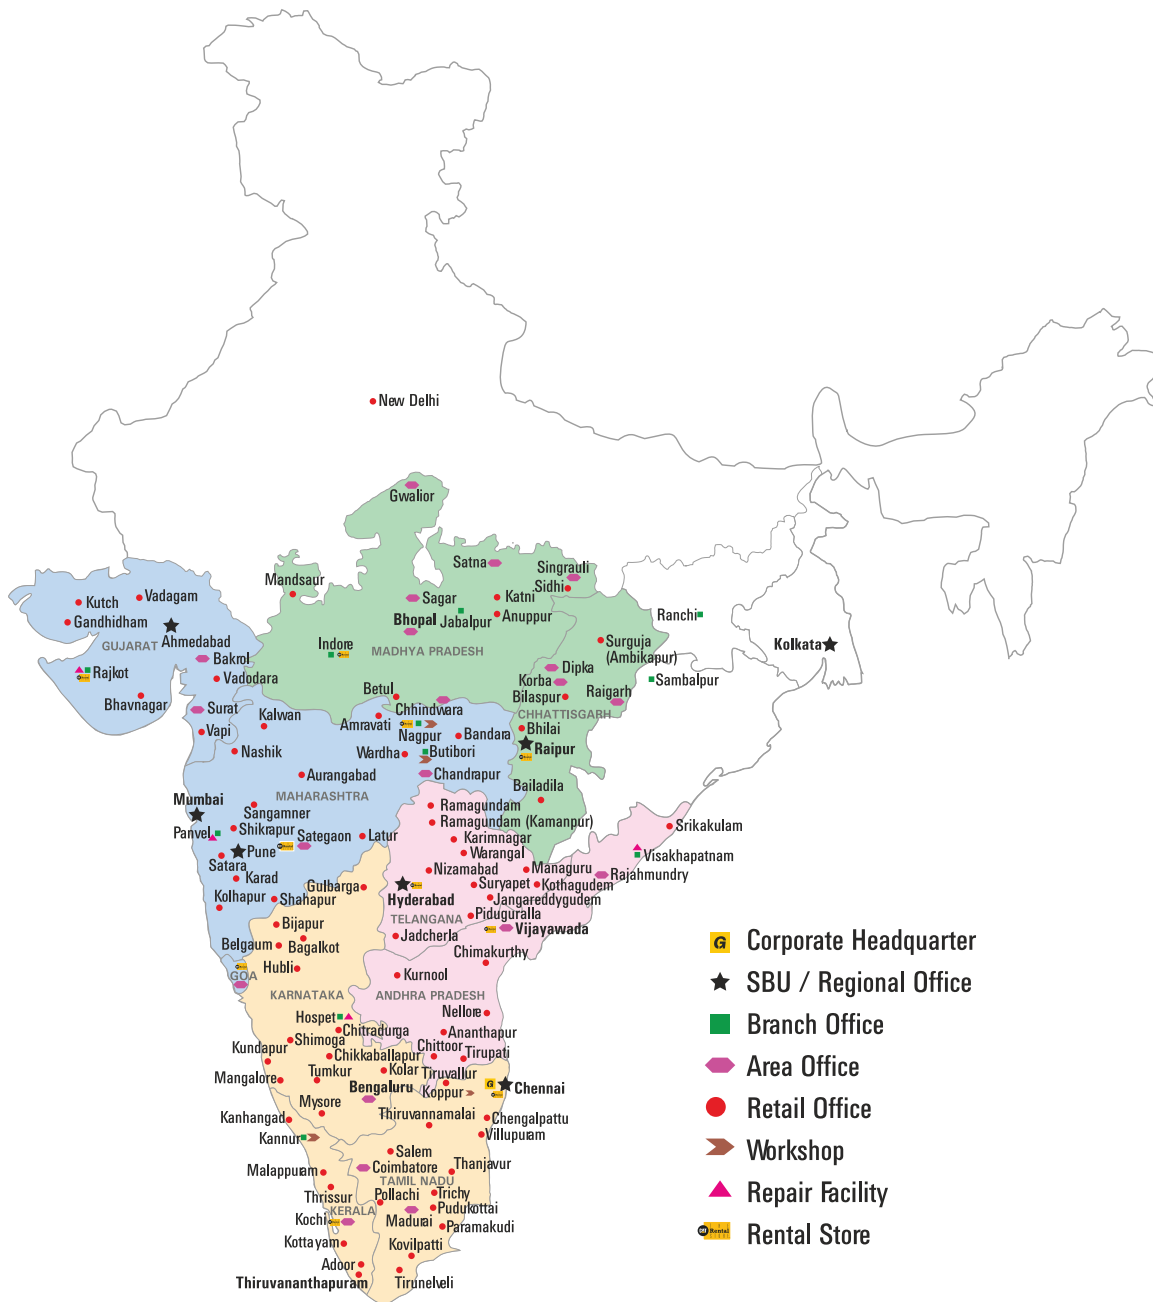 New Delhi
Gwalior
Satna
Singrauli
Sidhi
Mandsaur
Sagar
Katni
Bhopal
Jabalpur
Anuppur
Indore
MADHYA PRADESH
Ranchi
Kolkata
Sambalpur
Surguja
(Ambikapur)
Dipka
Korba
Bilaspur
Raigarh
CHHATTISGARH
Bhilai
Raipur
Bailadila
Betul
Chhindwara
Kutch
Vadagam
Gandhidham
GUJARAT
Ahmedabad
Bakrol
Rajkot
Vadodara
Bhavnagar
Surat
Vapi
Kalwan
Amravati
Nagpur
Bandara
Nashik
Wardha
Butibori
Aurangabad
Chandrapur
MAHARASHTRA
Mumbai
Sangamner
Panvel
Shikrapur
Sategaon
Latur
Pune
Satara
Karad
Kolhapur
Shahapur
Gulbarga
Ramagundam
Ramagundam (Kamanpur)
Karimnagar
Warangal
Nizamabad
Managuru
Suryapet
Kothagudem
Hyderabad
Jangareddygudem
TELANGANA
Piduguralla
Jadcherla
Vijayawada
Srikakulam
Visakhapatnam
Rajahmundry
Chimakurthy
Kurnool
ANDHRA PRADESH
Nellore
Ananthapur
Chittoor
Tirupati
Bijapur
Belgaum
Bagalkot
Hubli
GOA
KARNATAKA
Hospet
Chitradurga
Shimoga
Kundapur
Chikkaballapur
Mangalore
Tumkur
Kolar
Bengaluru
Mysore
Tiruvallur
Koppur
G
Chennai
Thiruvannamalai
Chengalpattu
Villupuram
Kanhangad
Kannur
Salem
Coimbatore
Thanjavur
TAMIL NADU
Malappuram
Thrissur
Pollachi
Trichy
Pudukottai
KERALA
Kochi
Madurai
Paramakudi
Kottayam
Kovilpatti
Adoor
Thiruvananthapuram
Tirunelveli
G Corporate Headquarter
SBU / Regional Office
Branch Office
Area Office
Retail Office
Workshop
Repair Facility
Rental Rental Store